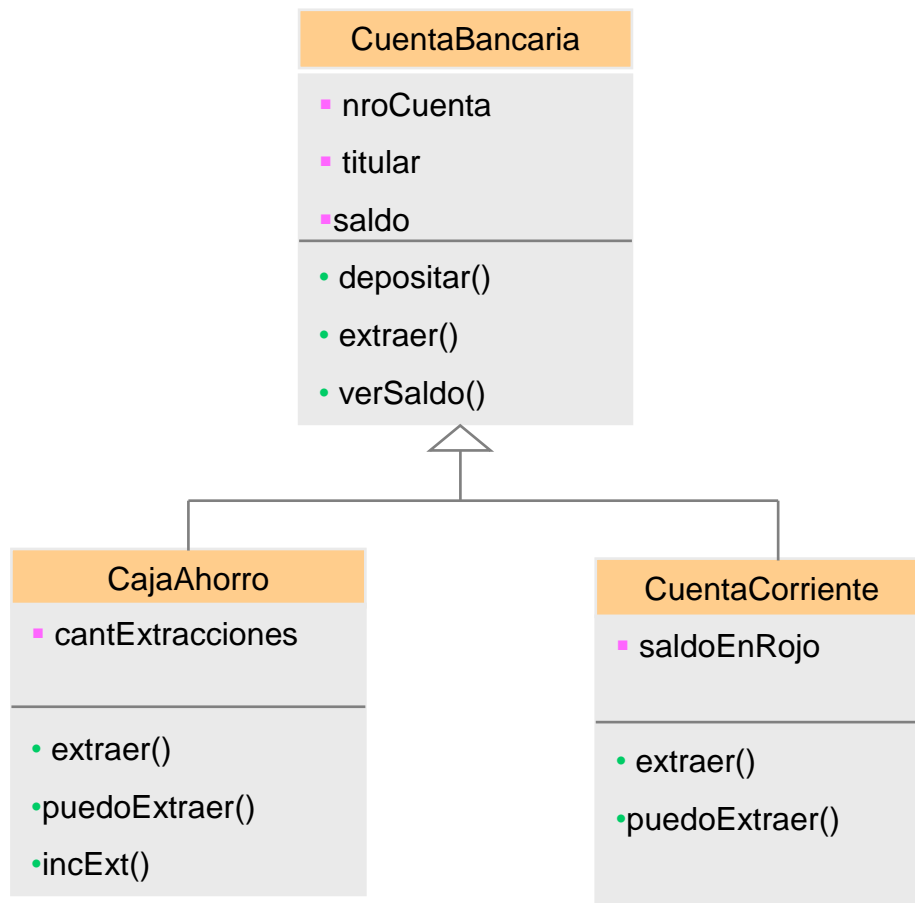 CuentaBancaria
nroCuenta
titular
saldo
depositar()
extraer()
verSaldo()
CajaAhorro
cantExtracciones
extraer()
puedoExtraer()
incExt()
CuentaCorriente
saldoEnRojo
extraer()
puedoExtraer()